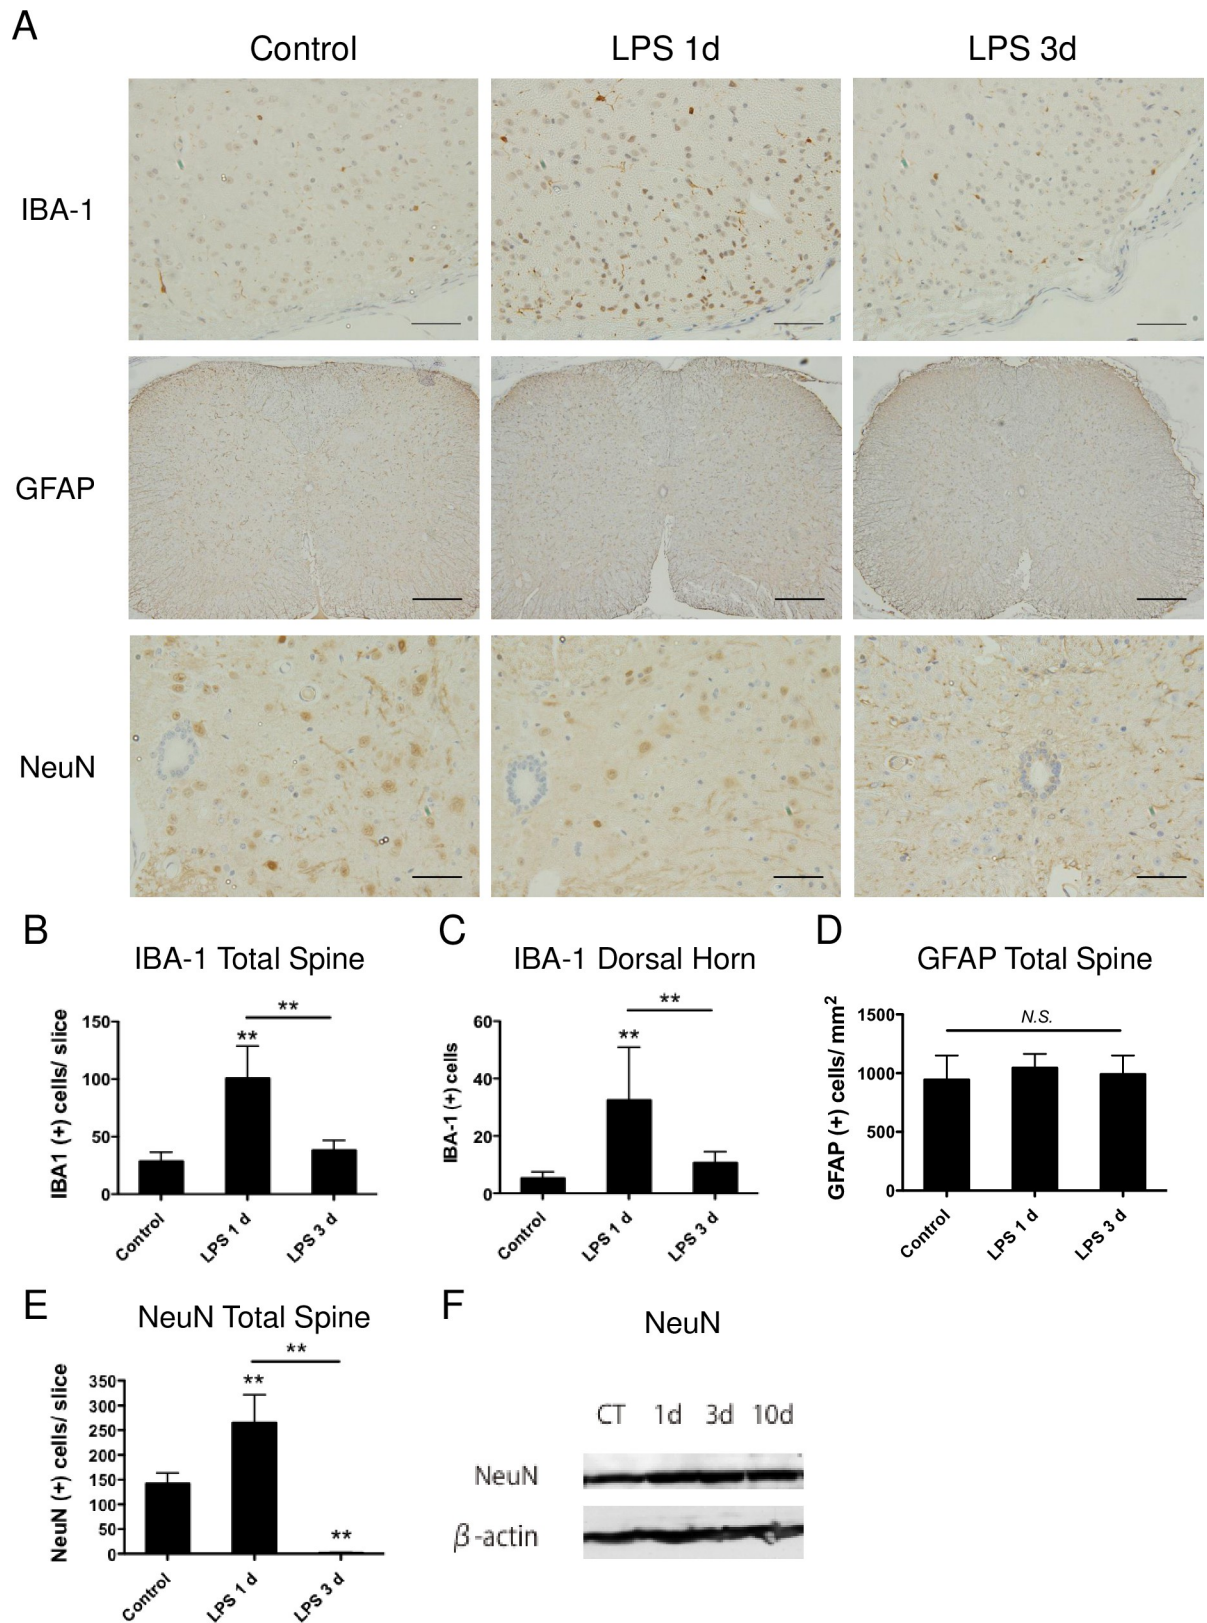 A
Control LPS 1d LPS 3d
IBA-1
GFAP
NeuN
B
IBA-1 Total Spine
IBA1 (+) cells/ slice
150
100
50
0
**
**
Control LPS 1 d LPS 3 d
C
IBA-1 Dorsal Horn
IBA-1 (+) cells
60
40
20
0
**
**
Control LPS 1 d LPS 3 d
D
GFAP Total Spine
GFAP (+) cells/ mm2
1500
1000
500
0
N.S.
Control LPS 1 d LPS 3 d
E
NeuN Total Spine
NeuN (+) cells/ slice
350
300
250
200
150
100
50
0
**
**
**
Control LPS 1 d LPS 3 d
F
NeuN
CT 1d 3d 10d
NeuN
β-actin